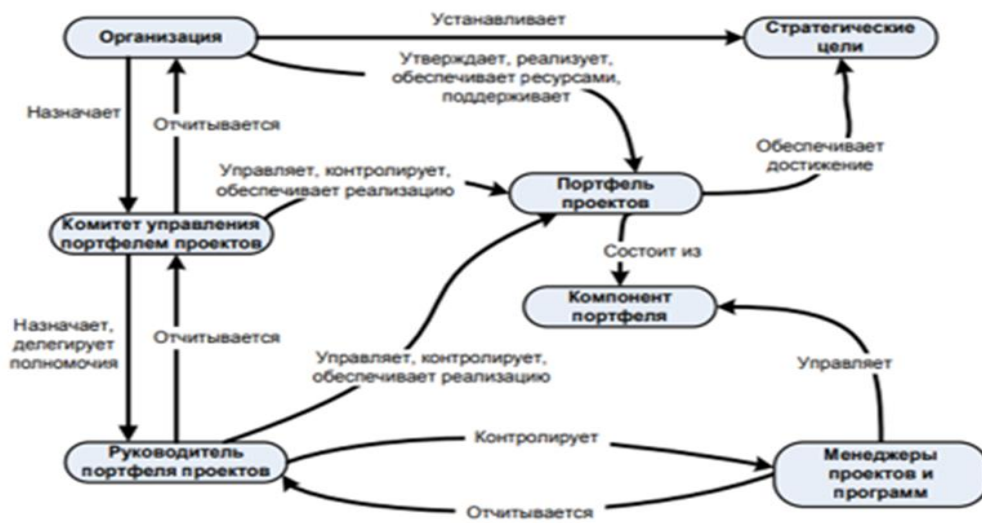 Устанавливает
Организация
Стратегические
цели
Утверждает, реализует,
обеспечивает ресурсами,
поддерживает
Назначает
Отчитывается
Обеспечивает
достижение
Управляет, контролирует,
обеспечивает реализацию
Портфель
проектов
Комитет управления
портфелем проектов
Состоит из
Компонент
портфеля
Назначает,
делегирует
полномочия
Отчитывается
Управляет, контролирует,
обеспечивает реализацию
Управляет
Контролирует
Руководитель
портфеля проектов
Менеджеры
проектов и
программ
Отчитывается